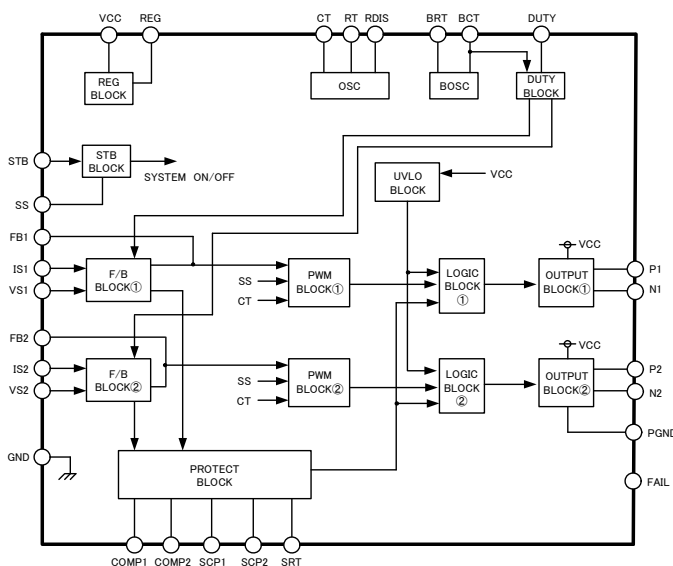 VCC REG CT RT RDIS BRT BCT DUTY
REG
BLOCK
OSC
BOSC
DUTY
BLOCK
STB
STB
BLOCK
SYSTEM ON/OFF
UVLO
BLOCK
VCC
SS
FB1
IS1
VS1
F/B
BLOCK①
SS
CT
PWM
BLOCK①
LOGIC
BLOCK
①
VCC
OUTPUT
BLOCK①
P1
N1
FB2
IS2
VS2
F/B
BLOCK②
SS
CT
PWM
BLOCK②
LOGIC
BLOCK
②
VCC
OUTPUT
BLOCK②
P2
N2
PGND
GND
PROTECT
BLOCK
FAIL
COMP1 COMP2 SCP1 SCP2 SRT